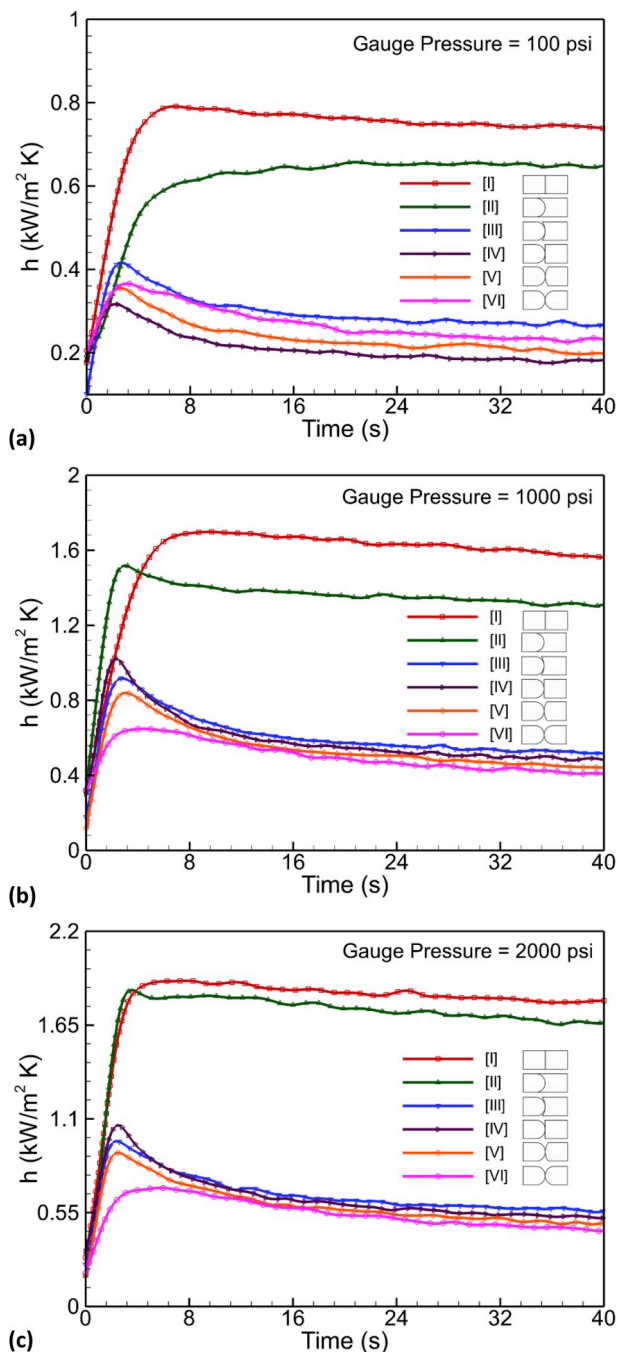 1
Gauge Pressure = 100 psi
0.8
0.6
h (kW/m² K)
0.4
0.2
[I]
[II]
[III]
[IV]
[V]
[VI]
0 8 16 24 32 40
Time (s)
(a)
2
Gauge Pressure = 1000 psi
1.6
1.2
h (kW/m² K)
0.8
0.4
0
[I]
[II]
[III]
[IV]
[V]
[VI]
0 8 16 24 32 40
Time (s)
(b)
2.2
Gauge Pressure = 2000 psi
1.65
h (kW/m² K)
1.1
0.55
0
[I]
[II]
[III]
[IV]
[V]
[VI]
0 8 16 24 32 40
Time (s)
(c)